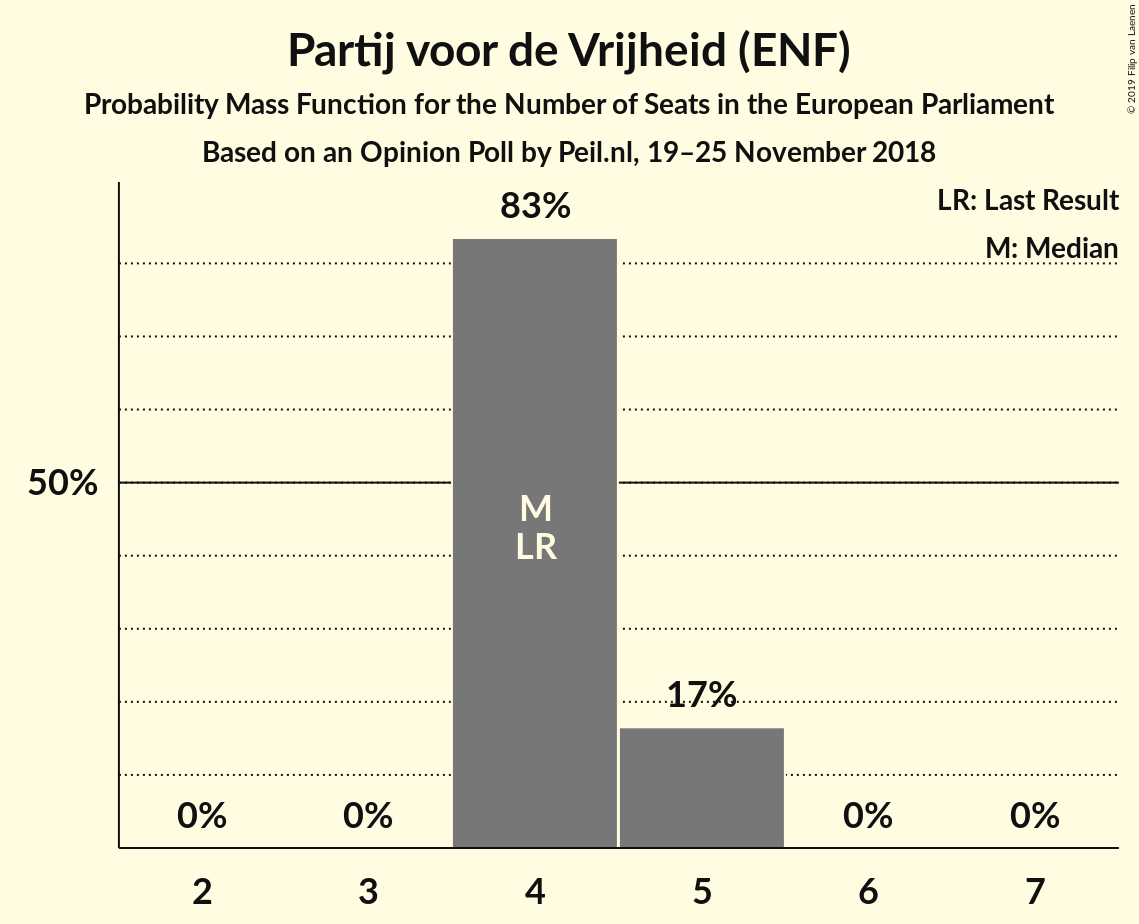 Partij voor de Vrijheid (ENF)
Probability Mass Function for the Number of Seats in the European Parliament
Based on an Opinion Poll by Peil.nl, 19–25 November 2018
© 2019 Filip van Laenen
LR: Last Result
M: Median
83%
50%
M
LR
17%
0%
0%
0%
0%
2
3
4
5
6
7